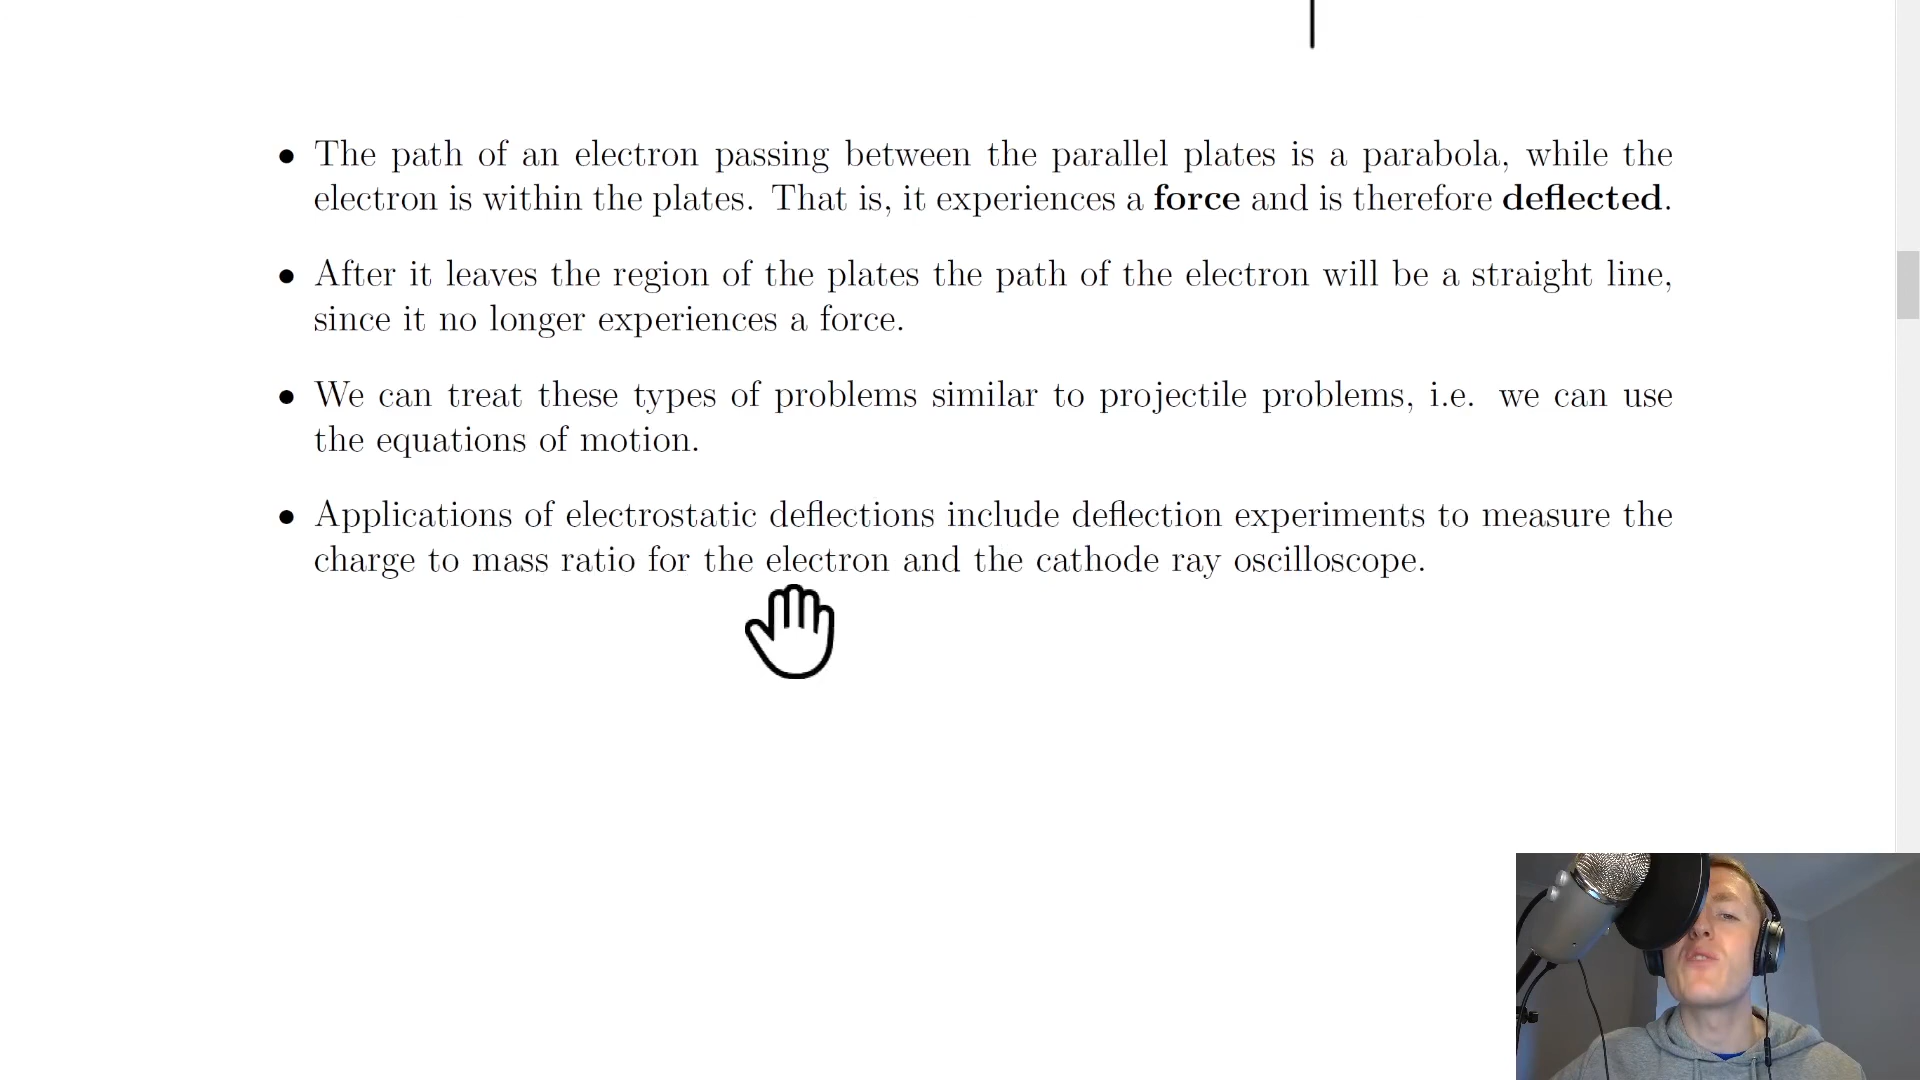 • The path of an electron passing between the parallel plates is a parabola, while the
electron is within the plates. That is, it experiences a force and is therefore deflected.
• After it leaves the region of the plates the path of the electron will be a straight line,
since it no longer experiences a force.
• We can treat these types of problems similar to projectile problems, i.e. we can use
the equations of motion.
• Applications of electrostatic deflections include deflection experiments to measure the
charge to mass ratio for the electron and the cathode ray oscilloscope.